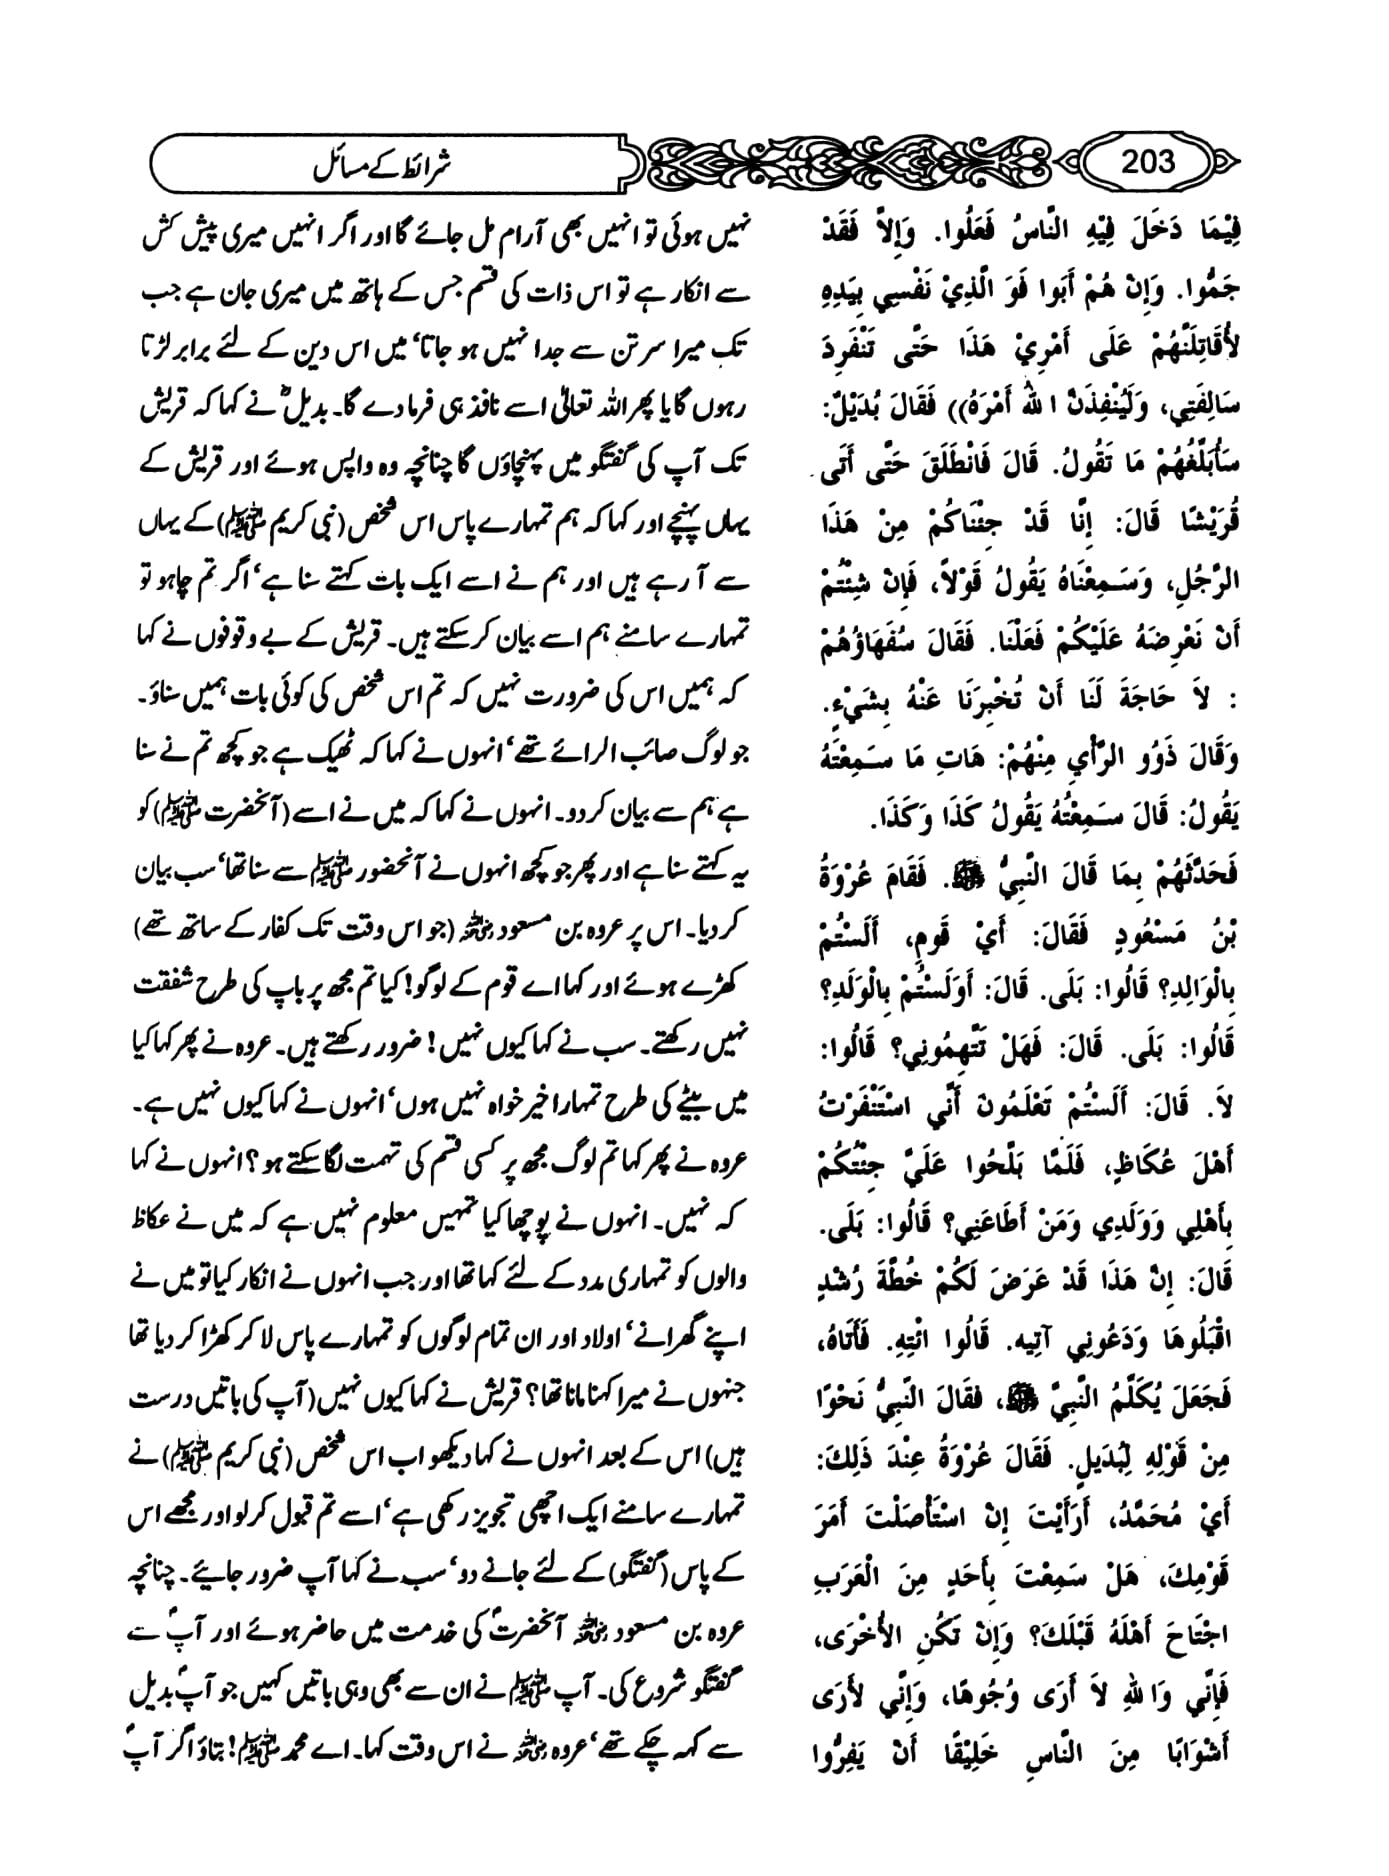 203
شرائط کے مسائل
فِيْمَا دَخَلَ فِيْهِ النَّاسُ فَعَلُوا. وَإِلاَّ فَقَدْ
جَمُّوا. وَإِنْ هُمْ أَبَوا فَوَ الَّذِيْ نَفْسِي بِيَدِهِ
لأُقَاتِلَنَّهُمْ عَلَى أَمْرِيْ هَذَا حَتَّى تَنْفَرِدَ
سَالِفَتِي، وَلَيُنْفِذَنْ اللهُ أَمْرَهُ)) فَقَالَ بُدَيْلٌ:
سَأُبَلِّغُهُمْ مَا تَقُولُ. قَالَ فَانْطَلَقَ حَتَّى أَتَى
قُرَيْشًا قَالَ: إِنَّا قَدْ جِئْنَاكُمْ مِنْ هَذَا
الرَّجُلِ، وَسَمِعْنَاهُ يَقُولُ قَوْلاً، فَإِنْ شِئْتُمْ
أَنْ نَعْرِضَهُ عَلَيْكُمْ فَعَلْنَا. فَقَالَ سُفَهَاؤُهُمْ
: لاَ حَاجَةَ لَنَا أَنْ تُخْبِرَنَا عَنْهُ بِشَيْءٍ.
وَقَالَ ذَوُو الرَّأْيِ مِنْهُمْ: هَاتِ مَا سَمِعْتَهُ
يَقُولُ: قَالَ سَمِعْتُهُ يَقُولُ كَذَا وَكَذَا.
فَحَدَّثَهُمْ بِمَا قَالَ النَّبِيُّ ﷺ. فَقَامَ عُرْوَةُ
بْنُ مَسْعُودٍ فَقَالَ: أَيْ قَومِ، أَلَسْتُمْ
بِالْوَالِدِ؟ قَالُوا: بَلَى. قَالَ: أَوَلَسْتُمْ بِالْوَلَدِ؟
قَالُوا: بَلَى. قَالَ: فَهَلْ تَتَّهِمُونِي؟ قَالُوا:
لاَ. قَالَ: أَلَسْتُمْ تَعْلَمُونَ أَنِّي اسْتَنْفَرْتُ
أَهْلَ عُكَاظٍ، فَلَمَّا بَلَّحُوا عَلَيَّ جِئْتُكُمْ
بِأَهْلِي وَوَلَدِي وَمَنْ أَطَاعَنِي؟ قَالُوا: بَلَى.
قَالَ: إِنْ هَذَا قَدْ عَرَضَ لَكُمْ خُطَّةَ رُشْدٍ
اقْبَلُوهَا وَدَعُونِي آتِيهِ. قَالُوا ائْتِهِ. فَأَتَاهُ،
فَجَعَلَ يُكَلِّمُ النَّبِيَّ ﷺ، فَقَالَ النَّبِيُّ نَحْوًا
مِنْ قَوْلِهِ لِبُدَيلٍ. فَقَالَ عُرْوَةُ عِنْدَ ذَلِكَ:
أَيْ مُحَمَّدُ، أَرَأَيْتَ إِنْ اسْتَأْصَلْتَ أَمَرَ
قَوْمِكَ، هَلْ سَمِعْتَ بِأَحَدٍ مِنَ الْعَرَبِ
اجْتَاحَ أَهْلَهُ قَبْلَكَ؟ وَإِنْ تَكُنِ الأُخْرَى،
فَإِنِّي وَاللهِ لاَ أَرَى وُجُوهًا، وَإِنِّي لأَرَى
أَشْوَابًا مِنَ النَّاسِ خَلِيْقًا أَنْ يَفِرُّوا
نہیں ہوئی تو انہیں بھی آرام مل جائے گا اور اگر انہیں میری پیش کش
سے انکار ہے تو اس ذات کی قسم جس کے ہاتھ میں میری جان ہے جب
تک میرا سر تن سے جدا نہیں ہو جاتا‘ میں اس دین کے لئے برابر لڑتا
رہوں گا یا پھر اللہ تعالیٰ اسے نافذ ہی فرما دے گا۔ بدیلؓ نے کہا کہ قریش
تک آپ کی گفتگو میں پہنچاؤں گا چنانچہ وہ واپس ہوئے اور قریش کے
یہاں پہنچے اور کہا کہ ہم تمہارے پاس اس شخص (نبی کریم ﷺ) کے یہاں
سے آ رہے ہیں اور ہم نے اسے ایک بات کہتے سنا ہے‘ اگر تم چاہو تو
تمہارے سامنے ہم اسے بیان کر سکتے ہیں۔ قریش کے بے وقوفوں نے کہا
کہ ہمیں اس کی ضرورت نہیں کہ تم اس شخص کی کوئی بات ہمیں سناؤ۔
جو لوگ صائب الرائے تھے‘ انہوں نے کہا کہ ٹھیک ہے جو کچھ تم نے سنا
ہے ہم سے بیان کر دو۔ انہوں نے کہا کہ میں نے اسے (آنحضرت ﷺ) کو
یہ کہتے سنا ہے اور پھر جو کچھ انہوں نے آنحضور ﷺ سے سنا تھا‘ سب بیان
کر دیا۔ اس پر عروہ بن مسعود رضی اللہ عنہ (جو اس وقت تک کفار کے ساتھ تھے)
کھڑے ہوئے اور کہا اے قوم کے لوگو! کیا تم مجھ پر باپ کی طرح شفقت
نہیں رکھتے۔ سب نے کہا کیوں نہیں! ضرور رکھتے ہیں۔ عروہ نے پھر کہا کیا
میں بیٹے کی طرح تمہارا خیر خواہ نہیں ہوں‘ انہوں نے کہا کیوں نہیں ہے۔
عروہ نے پھر کہا تم لوگ مجھ پر کسی قسم کی تہمت لگا سکتے ہو؟ انہوں نے کہا
کہ نہیں۔ انہوں نے پوچھا کیا تمہیں معلوم نہیں ہے کہ میں نے عکاظ
والوں کو تمہاری مدد کے لئے کہا تھا اور جب انہوں نے انکار کیا تو میں نے
اپنے گھرانے‘ اولاد اور ان تمام لوگوں کو تمہارے پاس لا کر کھڑا کر دیا تھا
جنہوں نے میرا کہنا مانا تھا؟ قریش نے کہا کیوں نہیں (آپ کی باتیں درست
ہیں) اس کے بعد انہوں نے کہا دیکھو اب اس شخص (نبی کریم ﷺ) نے
تمہارے سامنے ایک اچھی تجویز رکھی ہے‘ اسے تم قبول کر لو اور مجھے اس
کے پاس (گفتگو) کے لئے جانے دو‘ سب نے کہا آپ ضرور جائیے۔ چنانچہ
عروہ بن مسعود رضی اللہ عنہ آنحضرتؐ کی خدمت میں حاضر ہوئے اور آپؐ سے
گفتگو شروع کی۔ آپ ﷺ نے ان سے بھی وہی باتیں کہیں جو آپؐ بدیل
سے کہہ چکے تھے‘ عروہ رضی اللہ عنہ نے اس وقت کہا۔ اے محمد ﷺ! بتاؤ اگر آپؐ